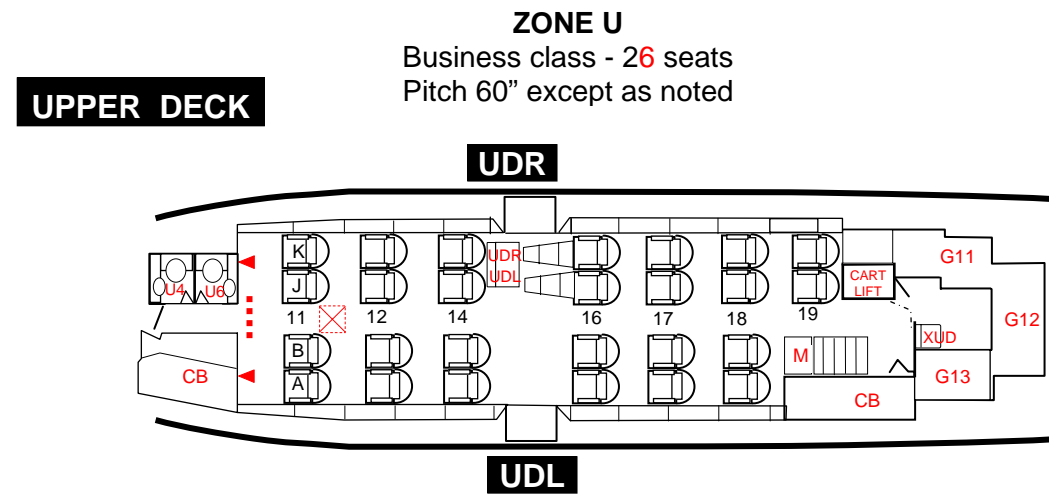 ZONE U
Business class - 26 seats
Pitch 60” except as noted
UPPER DECK
UDR
K
J
U4
U6
UDR
UDL
G11
CART
LIFT
11
12
14
16
17
18
19
G12
B
A
M
XUD
CB
G13
CB
UDL